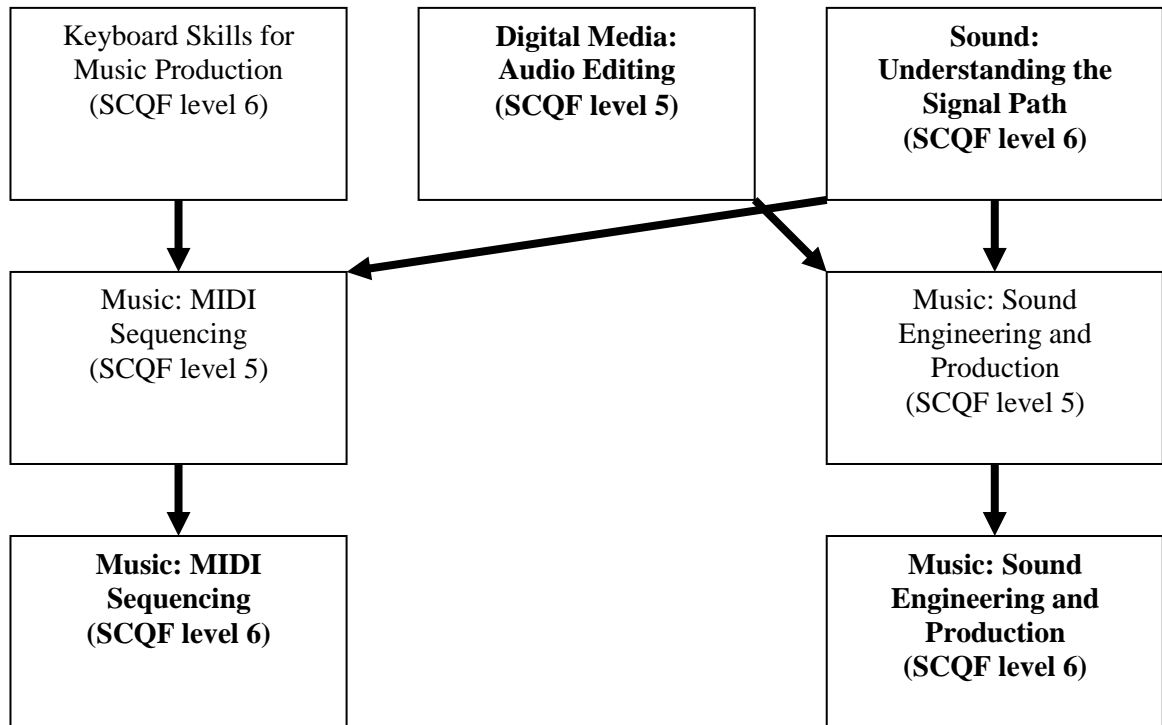 Keyboard Skills for
Music Production
(SCQF level 6)
Digital Media:
Audio Editing
(SCQF level 5)
Sound:
Understanding the
Signal Path
(SCQF level 6)
Music: MIDI
Sequencing
(SCQF level 5)
Music: Sound
Engineering and
Production
(SCQF level 5)
Music: MIDI
Sequencing
(SCQF level 6)
Music: Sound
Engineering and
Production
(SCQF level 6)